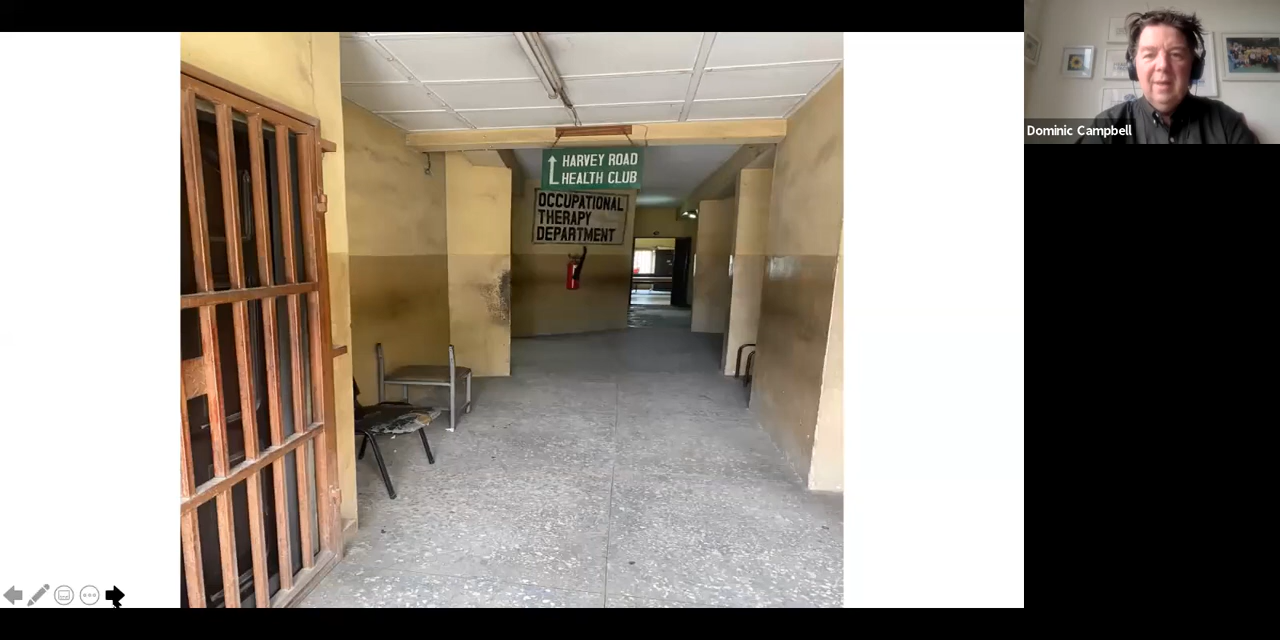 HARVEY ROAD
HEALTH CLUB
OCCUPATIONAL
THERAPY
DEPARTMENT
Dominic Campbell